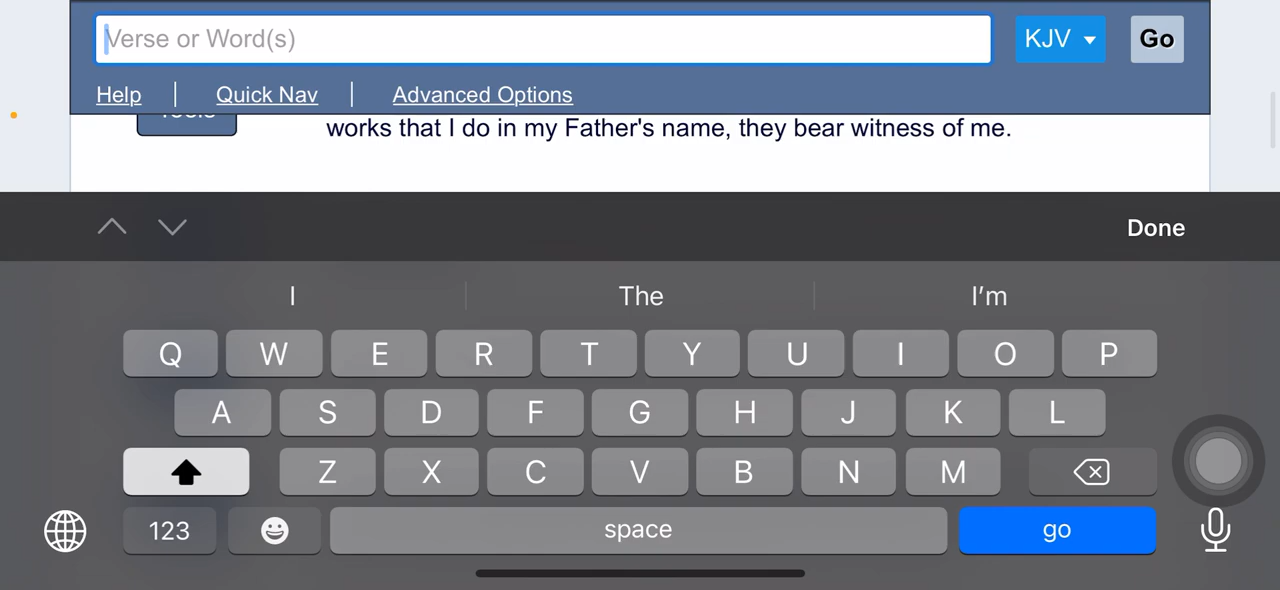 Verse or Word(s) KJV Go
Help Quick Nav Advanced Options
Tools
works that I do in my Father's name, they bear witness of me.
Done
I The I'm
Q W E R T Y U I O P
A S D F G H J K L
Z X C V B N M
123 space go